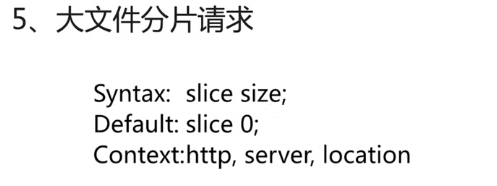 5、大文件分片请求
Syntax: slice size;
Default: slice 0;
Context:http, server, location